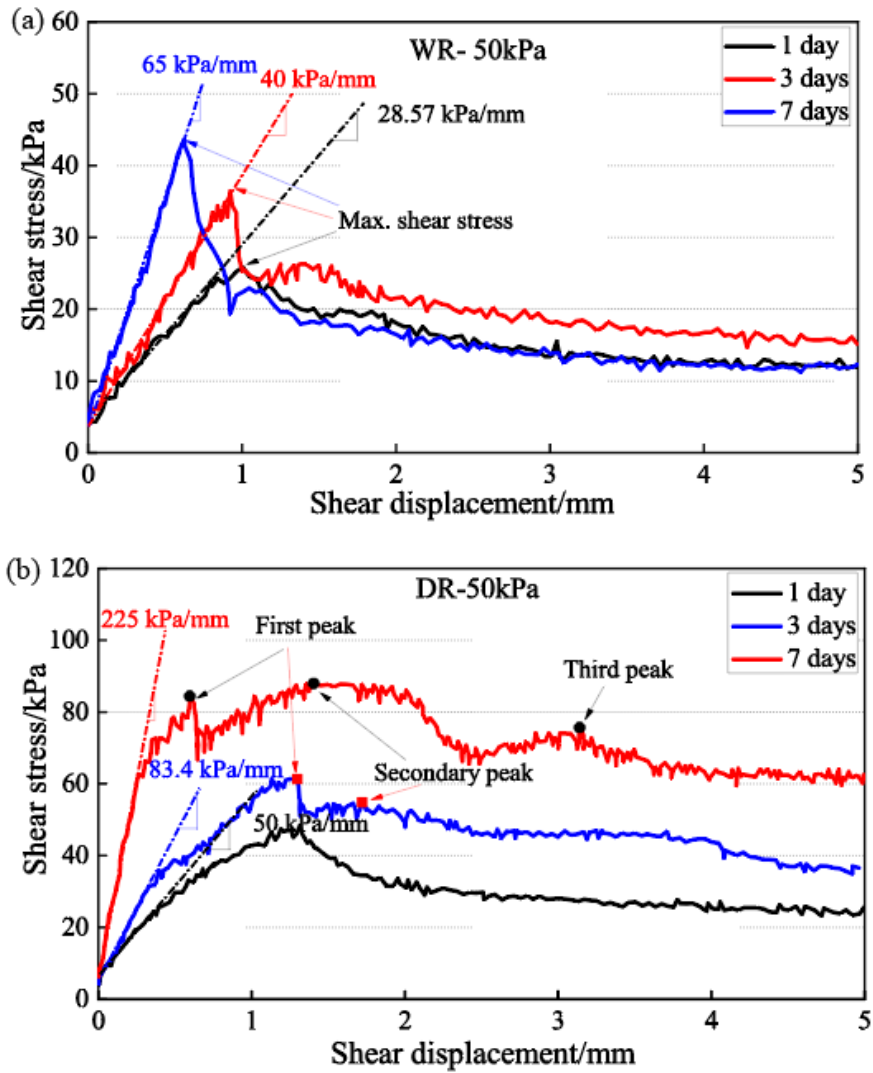 (a)
60
50
40
30
20
10
0
Shear stress/kPa
WR- 50kPa
1 day
3 days
7 days
65 kPa/mm
40 kPa/mm
28.57 kPa/mm
Max. shear stress
0 1 2 3 4 5
Shear displacement/mm
(b)
120
100
80
60
40
20
0
Shear stress/kPa
DR-50kPa
1 day
3 days
7 days
225 kPa/mm
First peak
Third peak
83.4 kPa/mm
Secondary peak
50 kPa/mm
0 1 2 3 4 5
Shear displacement/mm